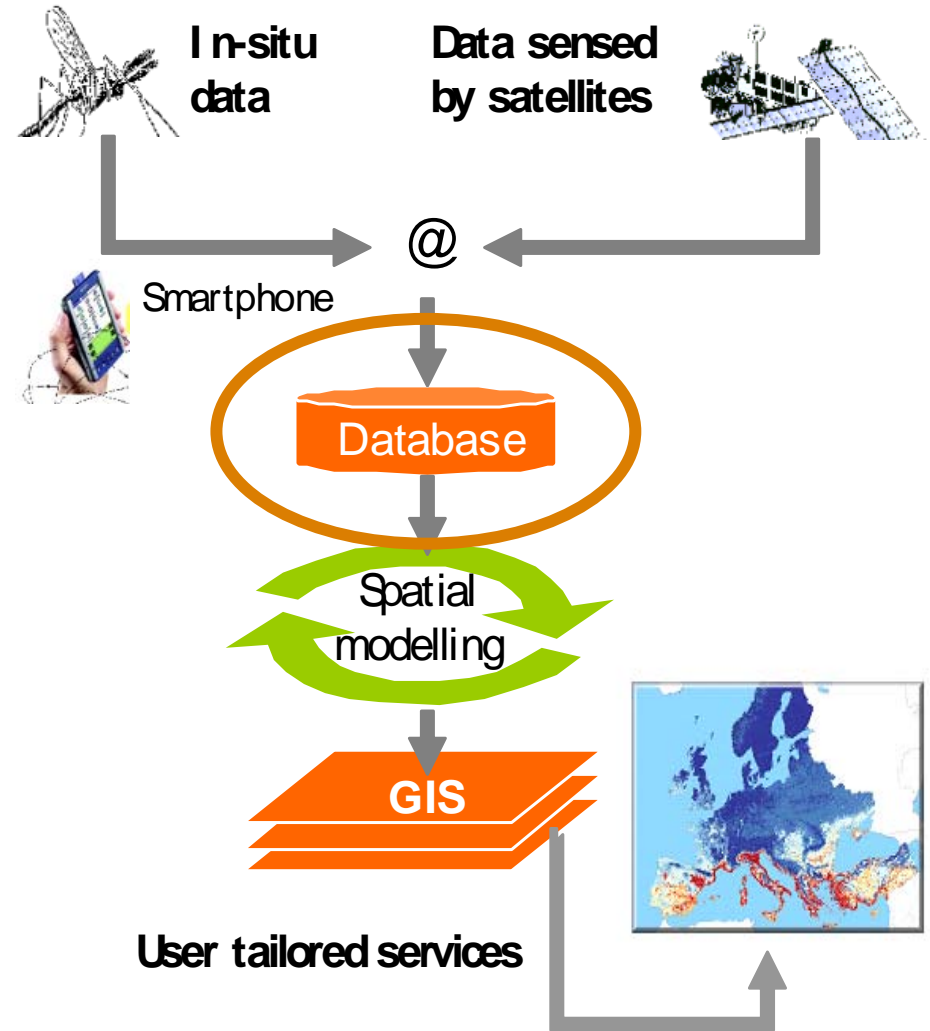 In-situ
data
Data sensed
by satellites
@
Smartphone
Database
Spatial
modelling
GIS
User tailored services